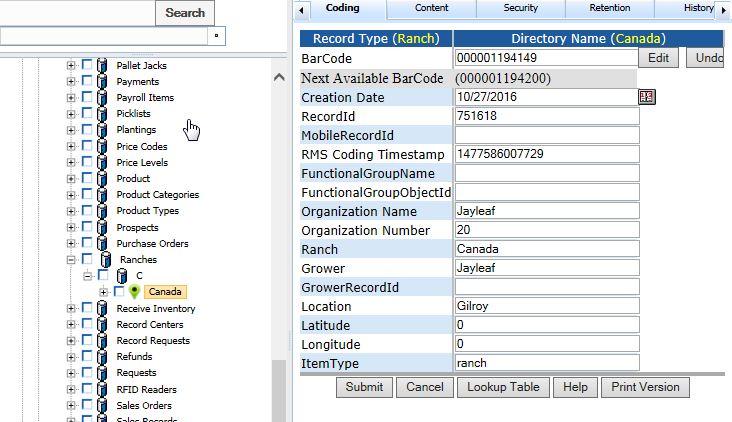 Search
Pallet Jacks
Payments
Payroll Items
Picklists
Plantings
Price Codes
Price Levels
Product
Product Categories
Product Types
Prospects
Purchase Orders
Ranches
C
Canada
Receive Inventory
Record Centers
Record Requests
Refunds
Requests
RFID Readers
Sales Orders
Sales Records
Coding Content Security Retention History
Record Type (Ranch) Directory Name (Canada)
BarCode 000001194149 Edit Undo
Next Available BarCode (000001194200)
Creation Date 10/27/2016
RecordId 751618
MobileRecordId
RMS Coding Timestamp 1477586007729
FunctionalGroupName
FunctionalGroupObjectId
Organization Name Jayleaf
Organization Number 20
Ranch Canada
Grower Jayleaf
GrowerRecordId
Location Gilroy
Latitude 0
Longitude 0
ItemType ranch
Submit Cancel Lookup Table Help Print Version